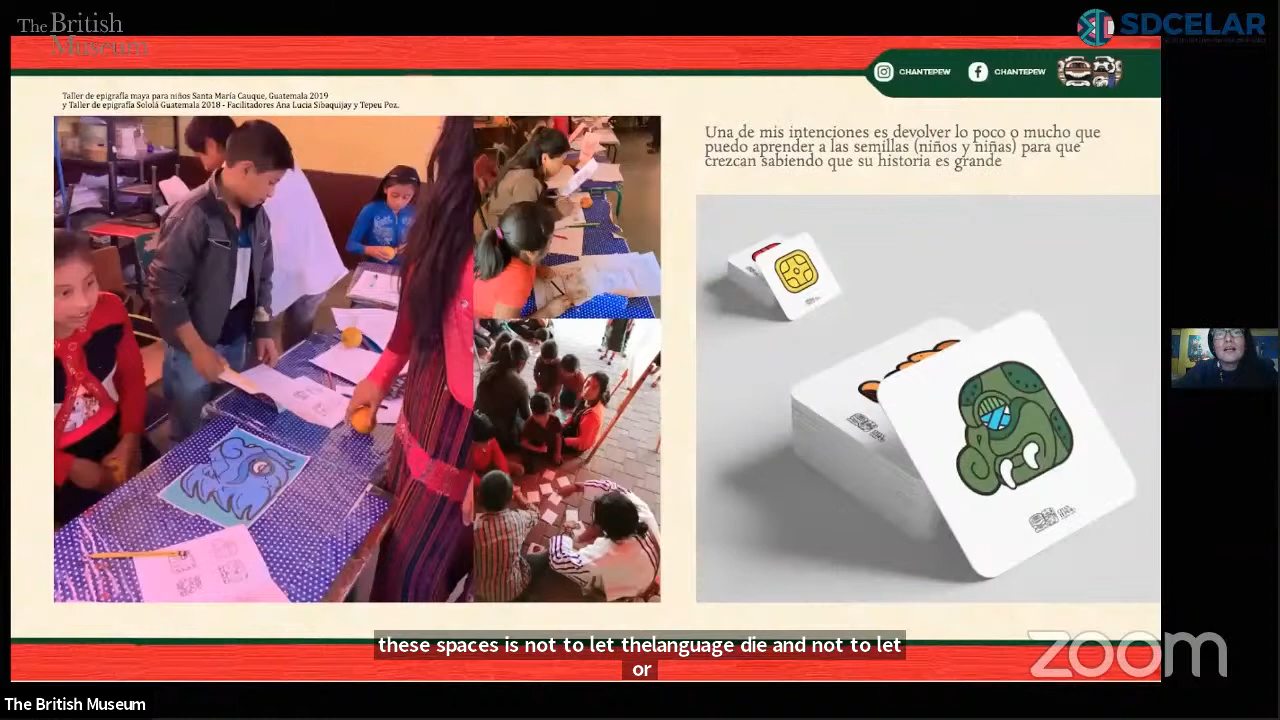 The British
Museum
SDCELAR
CHANTEPEW
CHANTEPEW
Taller de epigrafía maya para niños Santa María Cauque, Guatemala 2019
y Taller de epigrafía Sololá Guatemala 2018 - Facilitadores Ana Lucia Sibaquijay y Tepeu Poz.
Una de mis intenciones es devolver lo poco o mucho que
puedo aprender a las semillas (niños y niñas) para que
crezcan sabiendo que su historia es grande
these spaces is not to let thelanguage die and not to let
or
zoom
The British Museum